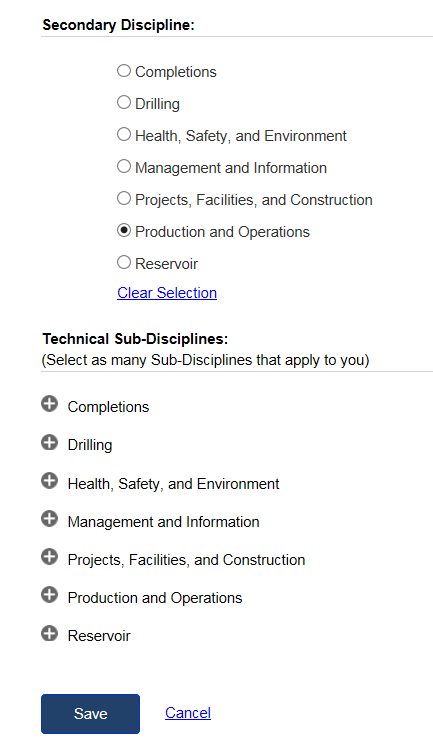 Secondary Discipline:
Completions
Drilling
Health, Safety, and Environment
Management and Information
Projects, Facilities, and Construction
Production and Operations
Reservoir
Clear Selection
Technical Sub-Disciplines:
(Select as many Sub-Disciplines that apply to you)
Completions
Drilling
Health, Safety, and Environment
Management and Information
Projects, Facilities, and Construction
Production and Operations
Reservoir
Save Cancel